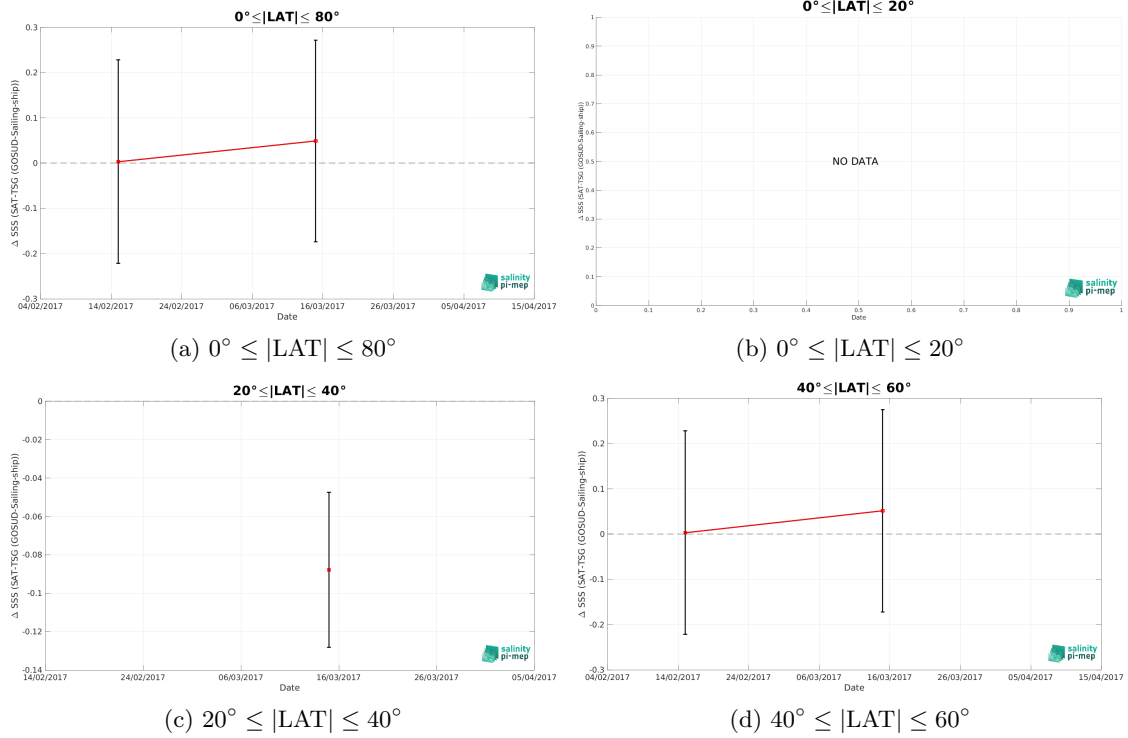 0°≤|LAT|≤ 80°
0.3
0.2
0.1
0
-0.1
-0.2
-0.3
Δ SSS (SAT-TSG (GOSUD-Sailing-ship))
04/02/2017 14/02/2017 24/02/2017 06/03/2017 16/03/2017 26/03/2017 05/04/2017 15/04/2017
Date
salinity
pi-mep
(a) 0° ≤ |LAT| ≤ 80°
0°≤|LAT|≤ 20°
1
0.9
0.8
0.7
0.6
0.5
0.4
0.3
0.2
0.1
0
Δ SSS (SAT-TSG (GOSUD-Sailing-ship))
NO DATA
0 0.1 0.2 0.3 0.4 0.5 0.6 0.7 0.8 0.9 1
Date
salinity
pi-mep
(b) 0° ≤ |LAT| ≤ 20°
20°≤|LAT|≤ 40°
0
-0.02
-0.04
-0.06
-0.08
-0.1
-0.12
-0.14
Δ SSS (SAT-TSG (GOSUD-Sailing-ship))
14/02/2017 24/02/2017 06/03/2017 16/03/2017 26/03/2017 05/04/2017
Date
salinity
pi-mep
(c) 20° ≤ |LAT| ≤ 40°
40°≤|LAT|≤ 60°
0.3
0.2
0.1
0
-0.1
-0.2
-0.3
Δ SSS (SAT-TSG (GOSUD-Sailing-ship))
04/02/2017 14/02/2017 24/02/2017 06/03/2017 16/03/2017 26/03/2017 05/04/2017 15/04/2017
Date
salinity
pi-mep
(d) 40° ≤ |LAT| ≤ 60°